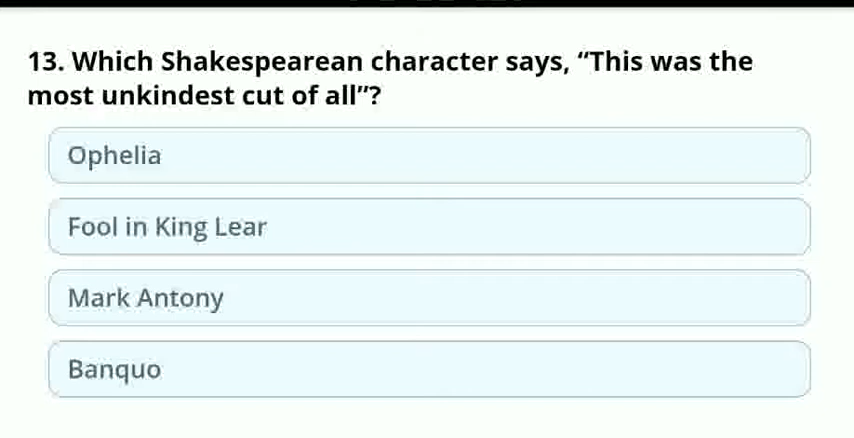 13. Which Shakespearean character says, “This was the
most unkindest cut of all”?
Ophelia
Fool in King Lear
Mark Antony
Banquo